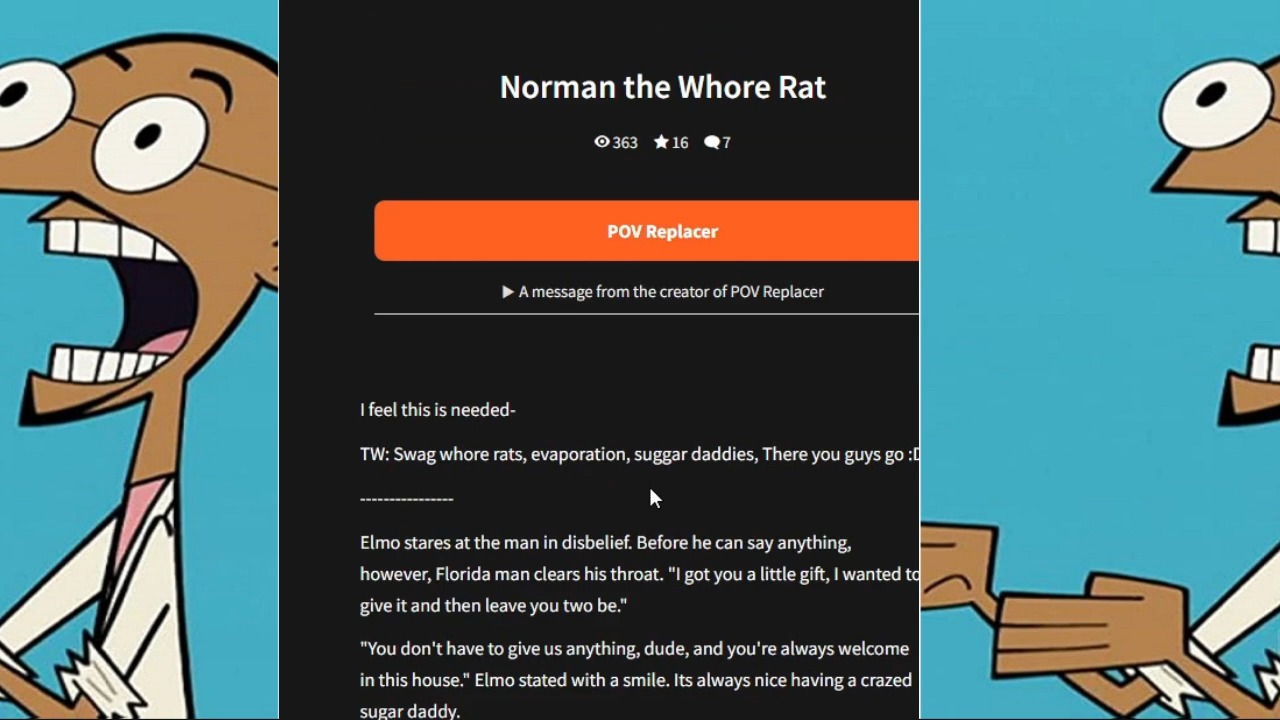 Norman the Whore Rat
363 16 7
POV Replacer
▶ A message from the creator of POV Replacer
I feel this is needed-
TW: Swag whore rats, evaporation, suggar daddies, There you guys go :D
----------------
Elmo stares at the man in disbelief. Before he can say anything,
however, Florida man clears his throat. "I got you a little gift, I wanted to
give it and then leave you two be."
"You don't have to give us anything, dude, and you're always welcome
in this house." Elmo stated with a smile. Its always nice having a crazed
sugar daddy.